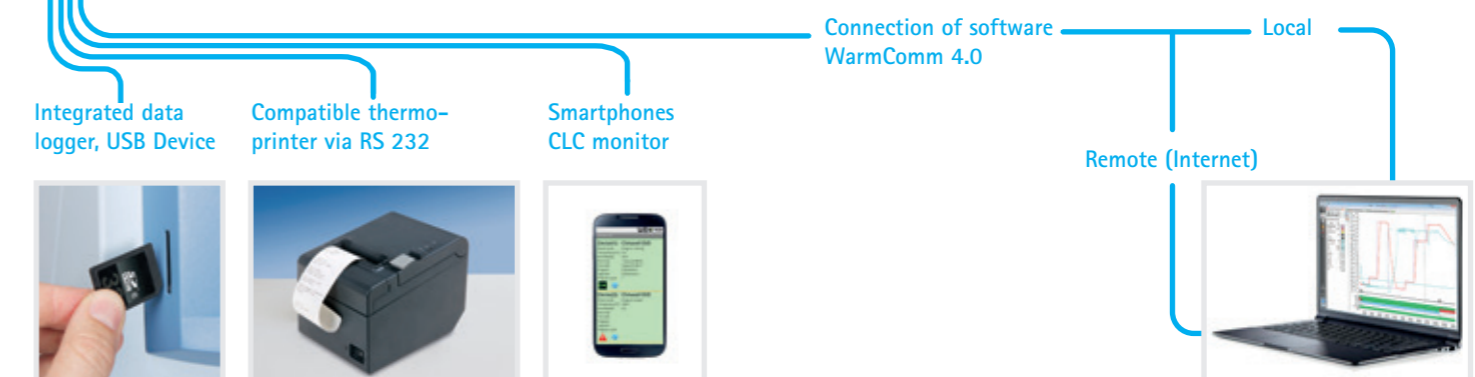 Connection of software
WarmComm 4.0
Local
Integrated data
logger, USB Device
Compatible thermo-
printer via RS 232
Smartphones
CLC monitor
Remote (Internet)